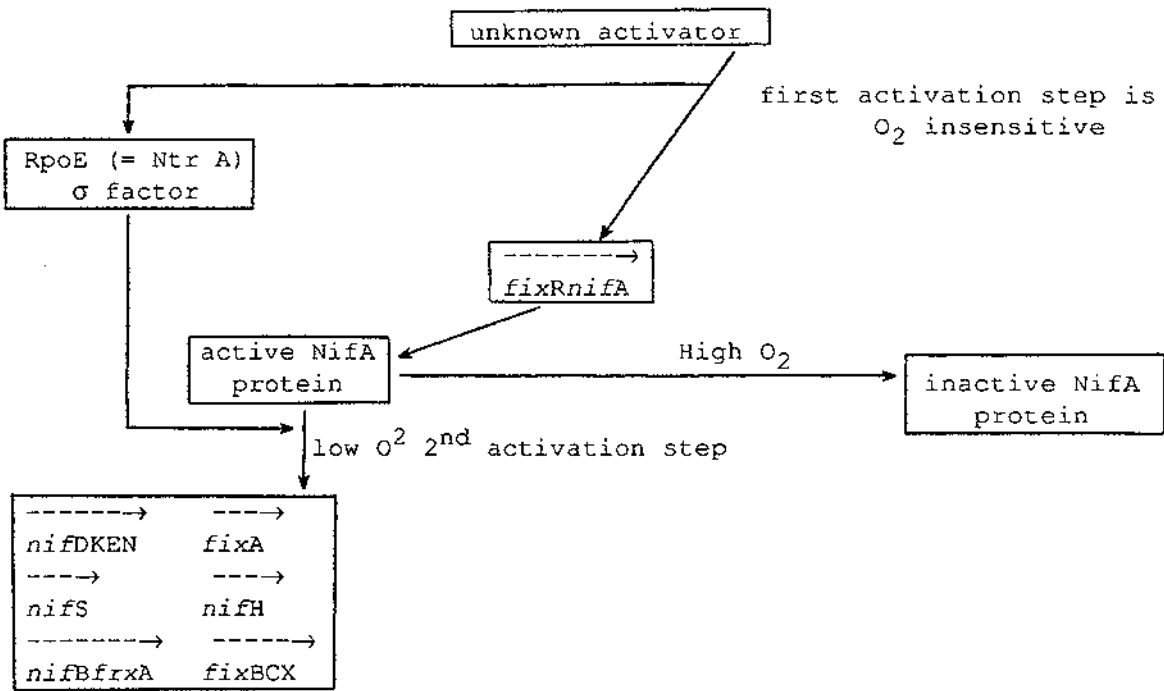 unknown activator
first activation step is
O₂ insensitive
RpoE (= Ntr A)
σ factor
--------→
fixRnifA
active NifA
protein
High O₂
inactive NifA
protein
low O² 2ⁿᵈ activation step
-------→ ----→
nifDKEN fixA
----→ ----→
nifS nifH
--------→ ------→
nifBfrxA fixBCX